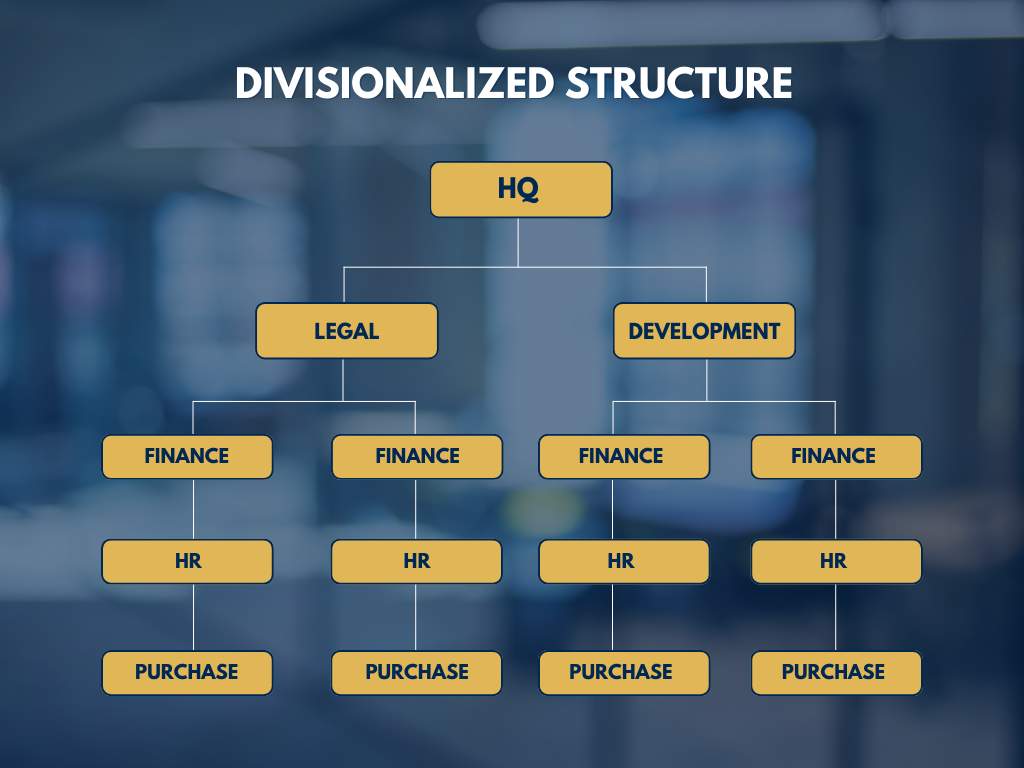 DIVISIONALIZED STRUCTURE
HQ
LEGAL
DEVELOPMENT
FINANCE
FINANCE
FINANCE
FINANCE
HR
HR
HR
HR
PURCHASE
PURCHASE
PURCHASE
PURCHASE